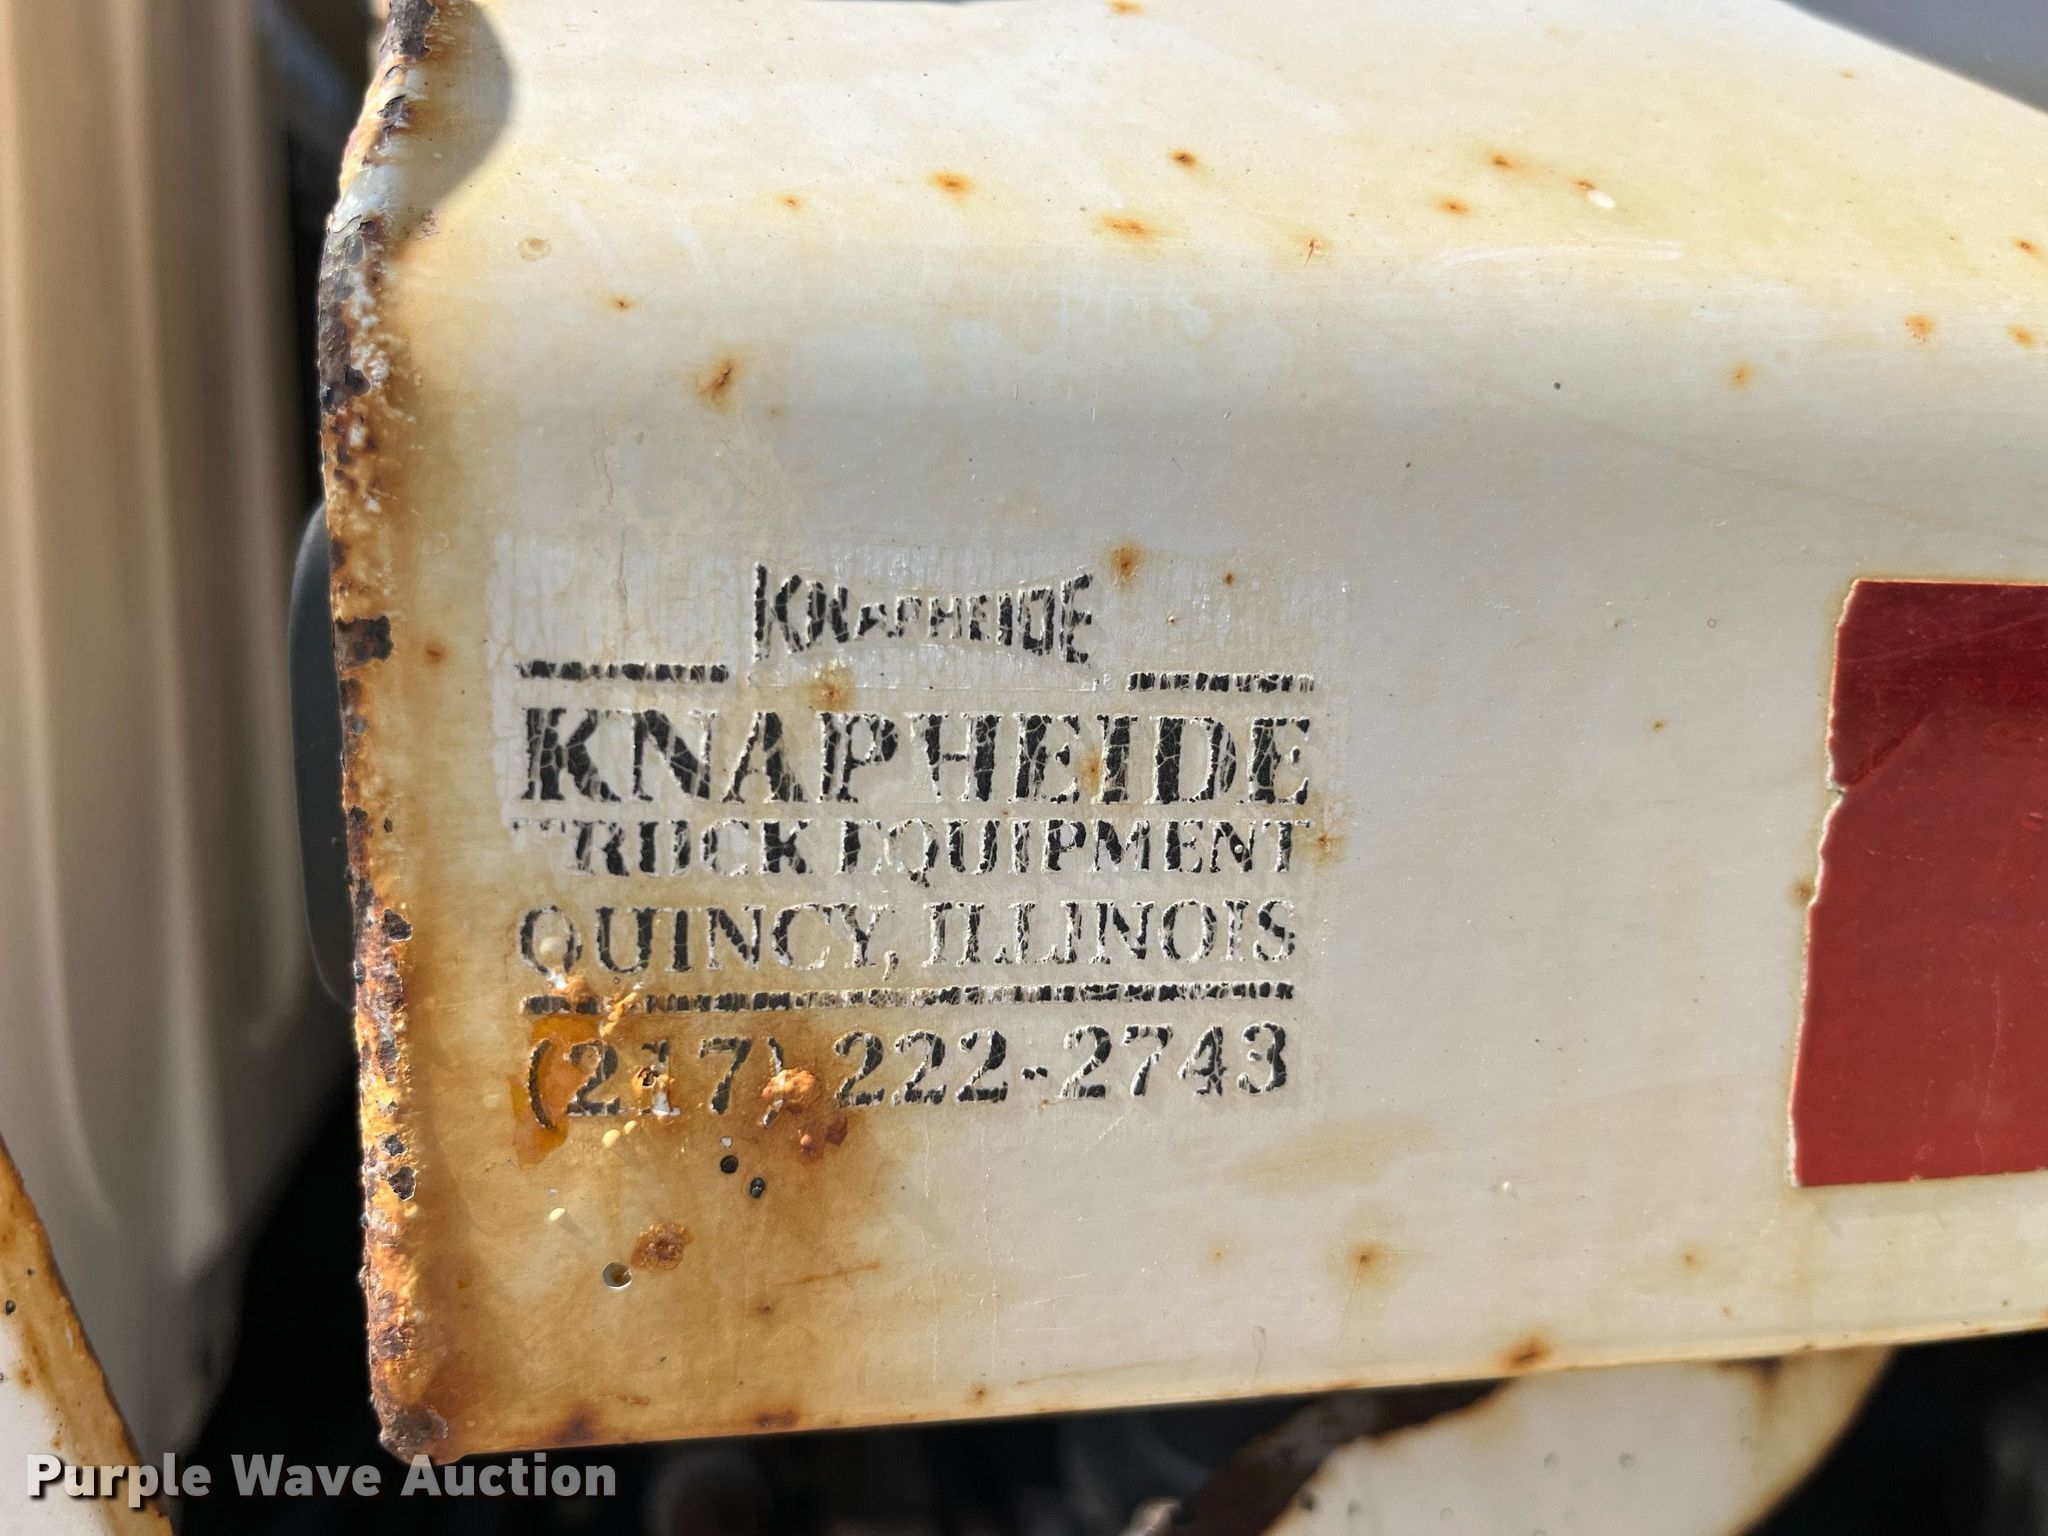 KNAPHEIDE
KNAPHEIDE
TRUCK EQUIPMENT
QUINCY, ILLINOIS
(217) 222-2743
Purple Wave Auction